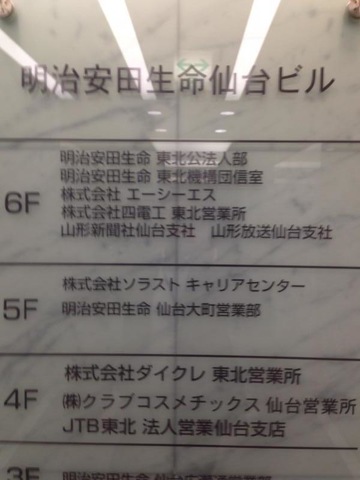 明治安田生命仙台ビル
6F
明治安田生命 東北公法人部
明治安田生命 東北機構団信室
株式会社 エーシーエス
株式会社四電工 東北営業所
山形新聞社仙台支社 山形放送仙台支社
5F
株式会社ソラスト キャリアセンター
明治安田生命 仙台大町営業部
4F
株式会社ダイクレ 東北営業所
㈱クラブコスメチックス 仙台営業所
JTB東北 法人営業仙台支店
3F
明治安田生命